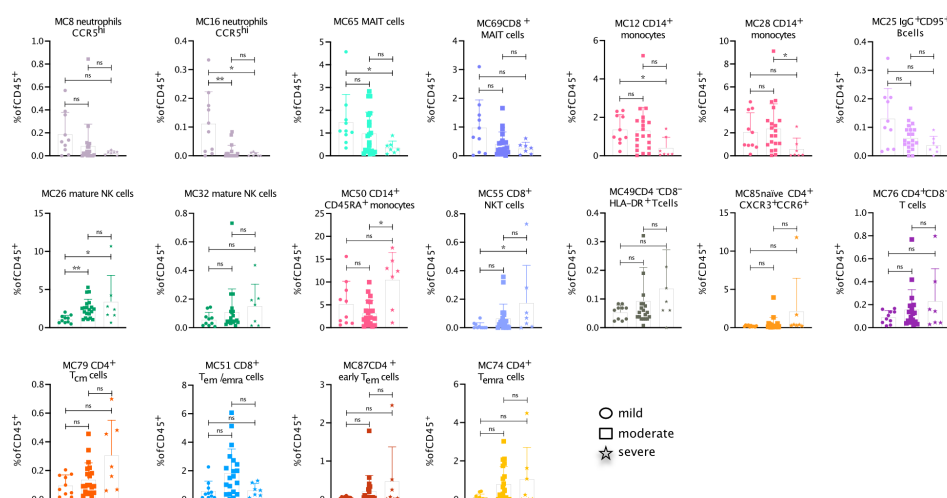 MC8 neutrophils
CCR5hi
%ofCD45+
1.0
0.8
0.6
0.4
0.2
0.0
ns
ns
ns
MC16 neutrophils
CCR5hi
%ofCD45+
0.4
0.3
0.2
0.1
0.0
ns
*
**
MC65 MAIT cells
%ofCD45+
5
4
3
2
1
0
ns
*
ns
MC69CD8 +
MAIT cells
%ofCD45+
4
3
2
1
0
ns
ns
ns
MC12 CD14+
monocytes
%ofCD45+
6
4
2
0
ns
*
ns
MC28 CD14+
monocytes
%ofCD45+
10
8
6
4
2
0
*
ns
ns
MC25 IgG+CD95+
Bcells
%ofCD45+
0.4
0.3
0.2
0.1
0.0
ns
ns
ns
MC26 mature NK cells
%ofCD45+
15
10
5
0
ns
*
**
MC32 mature NK cells
%ofCD45+
0.8
0.6
0.4
0.2
0.0
ns
ns
ns
MC50 CD14+
CD45RA+monocytes
%ofCD45+
25
20
15
10
5
0
*
ns
ns
MC55 CD8+
NKT cells
%ofCD45+
0.8
0.6
0.4
0.2
0.0
ns
*
ns
MC49CD4-CD8-
HLA-DR+Tcells
%ofCD45+
0.4
0.3
0.2
0.1
0.0
ns
ns
ns
MC85naïve CD4+
CXCR3+CCR6+
%ofCD45+
15
10
5
0
ns
ns
ns
MC76 CD4+CD8-
T cells
%ofCD45+
1.0
0.8
0.6
0.4
0.2
0.0
ns
ns
ns
MC79 CD4+
Tcm cells
%ofCD45+
0.8
0.6
0.4
0.2
0.0
ns
ns
ns
MC51 CD8+
Tem /emra cells
%ofCD45+
8
6
4
2
0
ns
ns
ns
MC87CD4 +
early Tem cells
%ofCD45+
3
2
1
0
ns
ns
ns
MC74 CD4+
Temra cells
%ofCD45+
6
4
2
0
ns
ns
ns
mild
moderate
severe